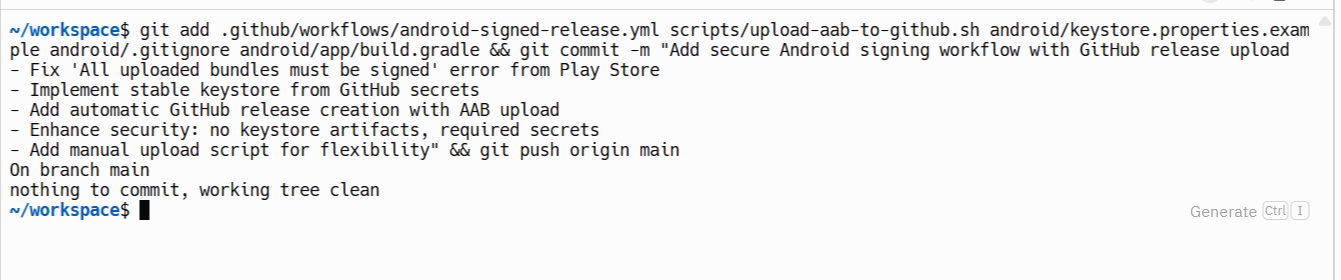 ~/workspace$ git add .github/workflows/android-signed-release.yml scripts/upload-aab-to-github.sh android/keystore.properties.exam
ple android/.gitignore android/app/build.gradle && git commit -m "Add secure Android signing workflow with GitHub release upload
- Fix 'All uploaded bundles must be signed' error from Play Store
- Implement stable keystore from GitHub secrets
- Add automatic GitHub release creation with AAB upload
- Enhance security: no keystore artifacts, required secrets
- Add manual upload script for flexibility" && git push origin main
On branch main
nothing to commit, working tree clean
~/workspace$
Generate Ctrl I